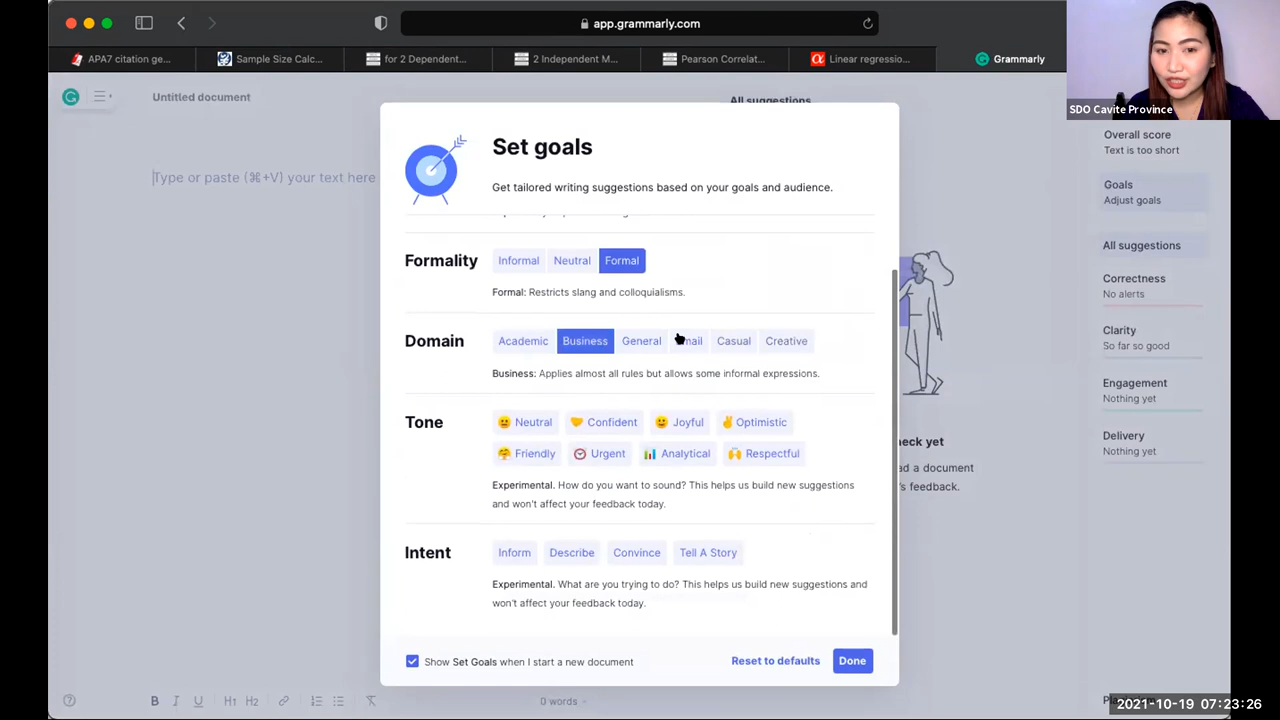 app.grammarly.com
APA7 citation ge...
Sample Size Calc...
for 2 Dependent...
2 Independent M...
Pearson Correlat...
Linear regressio...
Grammarly
SDO Cavite Province
Untitled document
All suggestions
Overall score
Text is too short
Type or paste (⌘+V) your text here
Set goals
Get tailored writing suggestions based on your goals and audience.
Goals
Adjust goals
All suggestions
Formality
Informal Neutral Formal
Formal: Restricts slang and colloquialisms.
Correctness
No alerts
Domain
Academic Business General Casual Creative
Business: Applies almost all rules but allows some informal expressions.
Clarity
So far so good
Engagement
Nothing yet
Tone
Neutral Confident Joyful Optimistic
Friendly Urgent Analytical Respectful
Experimental. How do you want to sound? This helps us build new suggestions
and won't affect your feedback today.
eck yet
ad a document
's feedback.
Delivery
Nothing yet
Intent
Inform Describe Convince Tell A Story
Experimental. What are you trying to do? This helps us build new suggestions and
won't affect your feedback today.
Show Set Goals when I start a new document
Reset to defaults
Done
B I U H1 H2
0 words
2021-10-19 07:23:26